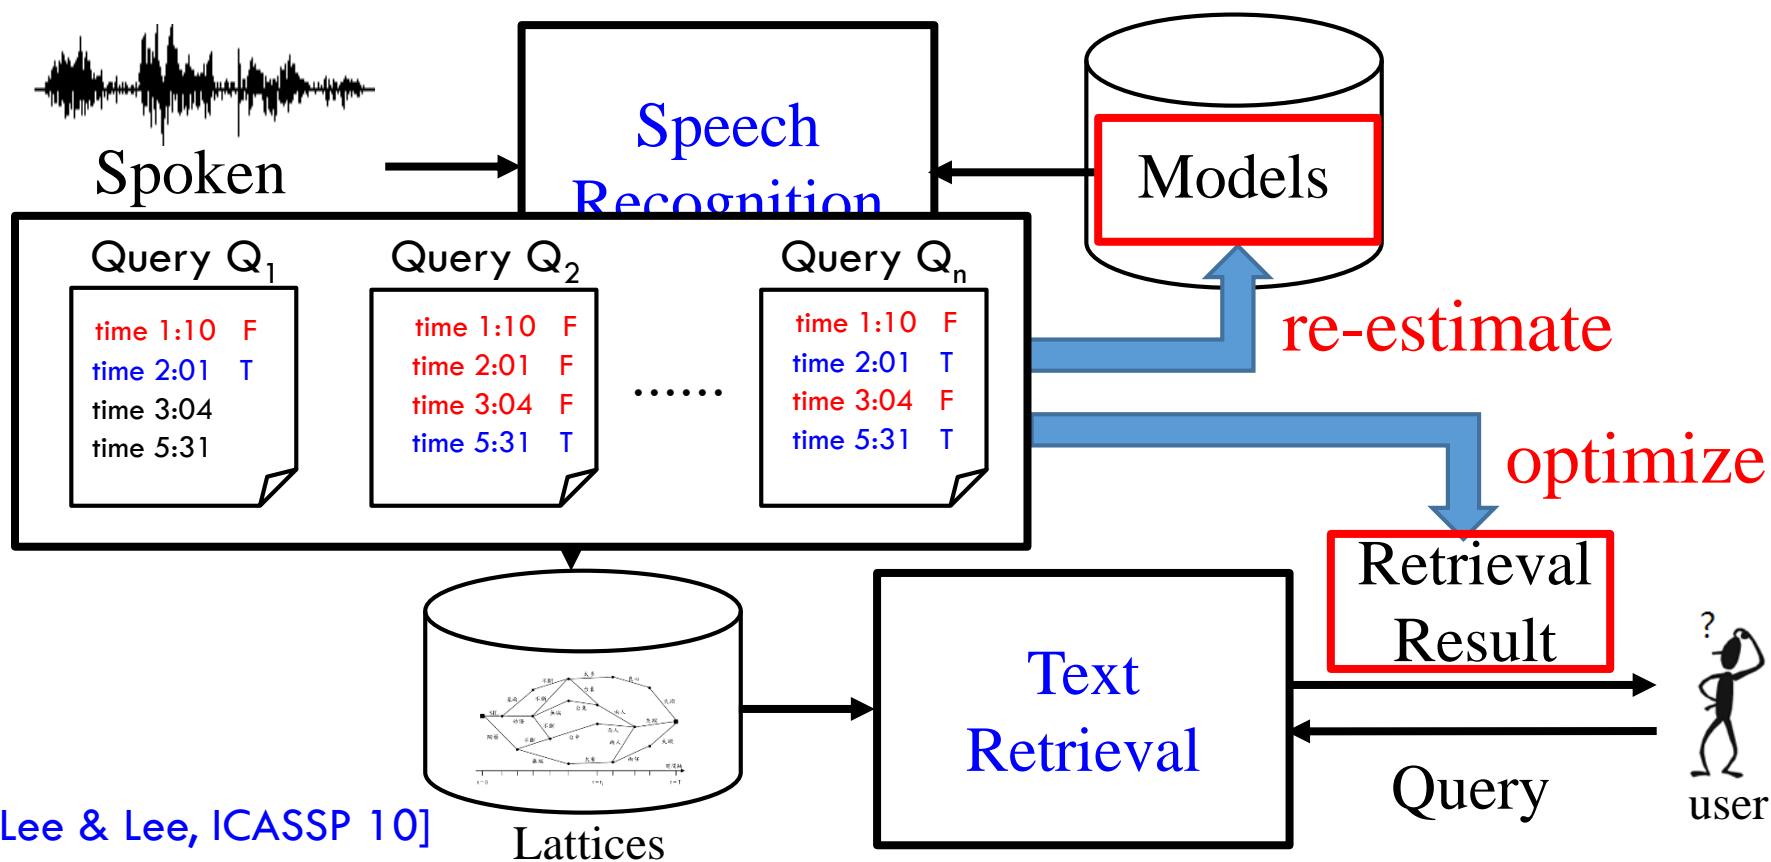 Spoken
Speech
Recognition
Models
Query Q1
time 1:10 F
time 2:01 T
time 3:04
time 5:31
Query Q2
time 1:10 F
time 2:01 F
time 3:04 F
time 5:31 T
......
Query Qn
time 1:10 F
time 2:01 T
time 3:04 F
time 5:31 T
re-estimate
optimize
Retrieval
Result
Text
Retrieval
?
Query
user
Lattices
Lee & Lee, ICASSP 10]